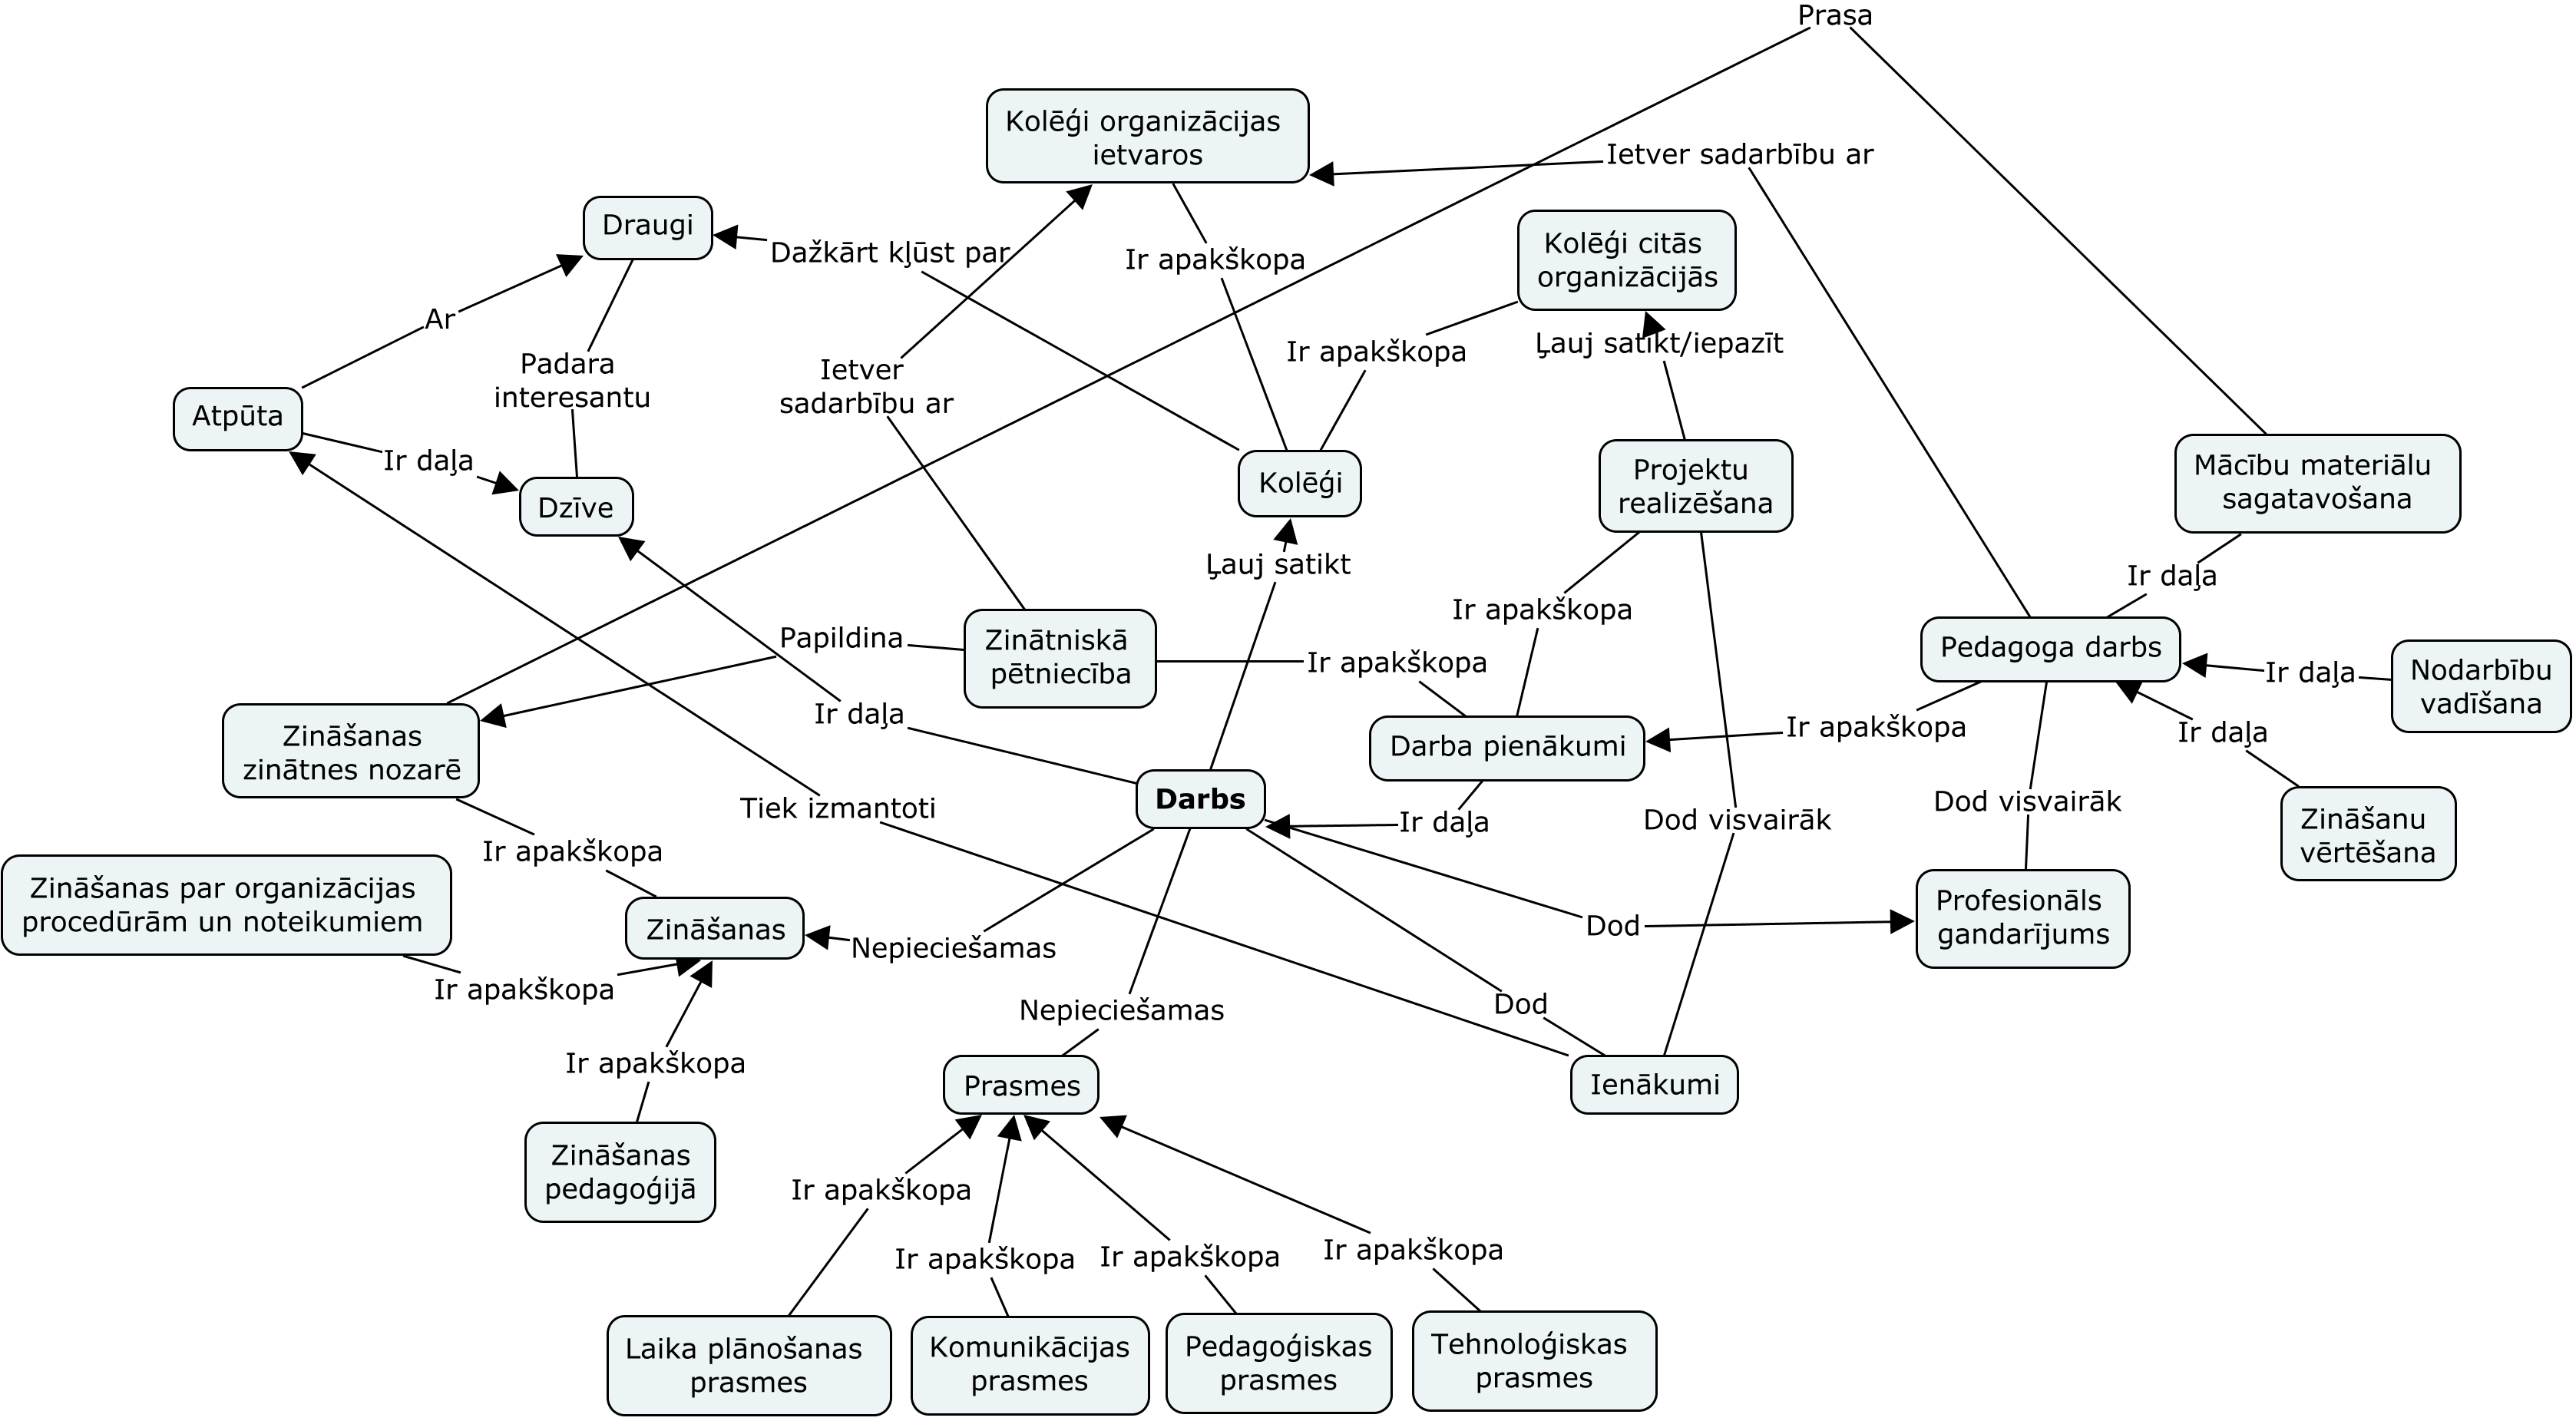 Prasa
Kolēģi organizācijas
ietvaros
Ietver sadarbību ar
Draugi
Dažkārt kļūst par
Ir apakškopa
Kolēģi citās
organizācijās
Ar
Padara
interesantu
Ietver
sadarbību ar
Ir apakškopa
Ļauj satikt/iepazīt
Atpūta
Ir daļa
Dzīve
Kolēģi
Projektu
realizēšana
Mācību materiālu
sagatavošana
Ļauj satikt
Ir apakškopa
Ir daļa
Papildina
Zinātniskā
pētniecība
Ir apakškopa
Pedagoga darbs
Ir daļa
Nodarbību
vadīšana
Zināšanas
zinātnes nozarē
Ir daļa
Darba pienākumi
Ir apakškopa
Ir daļa
Tiek izmantoti
Darbs
Ir daļa
Dod visvairāk
Dod visvairāk
Zināšanu
vērtēšana
Ir apakškopa
Zināšanas par organizācijas
procedūrām un noteikumiem
Zināšanas
Nepieciešamas
Dod
Profesionāls
gandarījums
Ir apakškopa
Nepieciešamas
Dod
Ir apakškopa
Prasmes
Ienākumi
Zināšanas
pedagoģijā
Ir apakškopa
Ir apakškopa
Ir apakškopa
Ir apakškopa
Laika plānošanas
prasmes
Komunikācijas
prasmes
Pedagoģiskas
prasmes
Tehnoloģiskas
prasmes